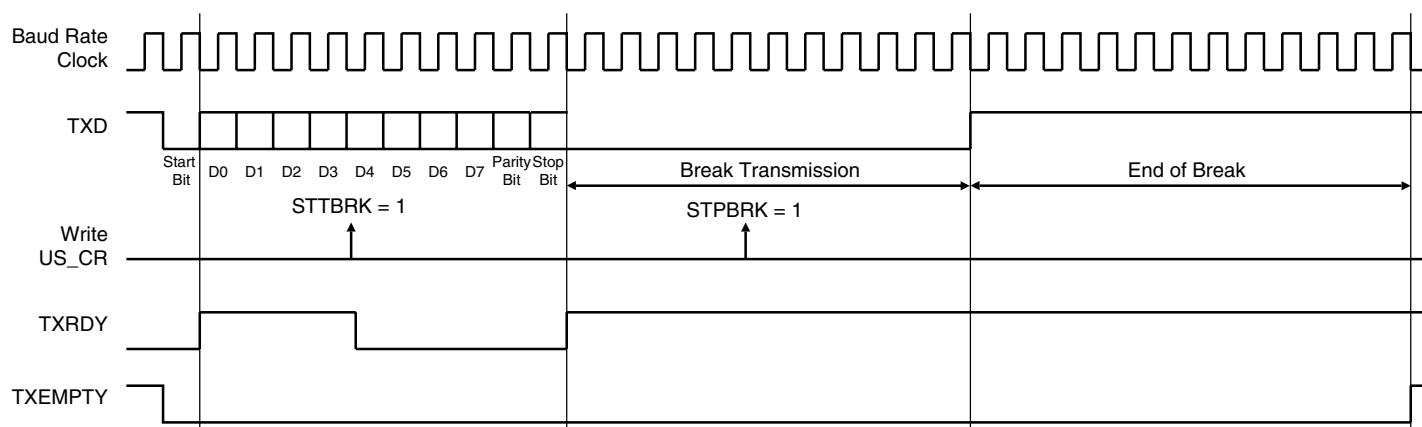 Baud Rate
Clock
TXD
Start
Bit
D0
D1
D2
D3
D4
D5
D6
D7
Parity
Bit
Stop
Bit
Break Transmission
End of Break
STTBRK = 1
STPBRK = 1
Write
US_CR
TXRDY
TXEMPTY